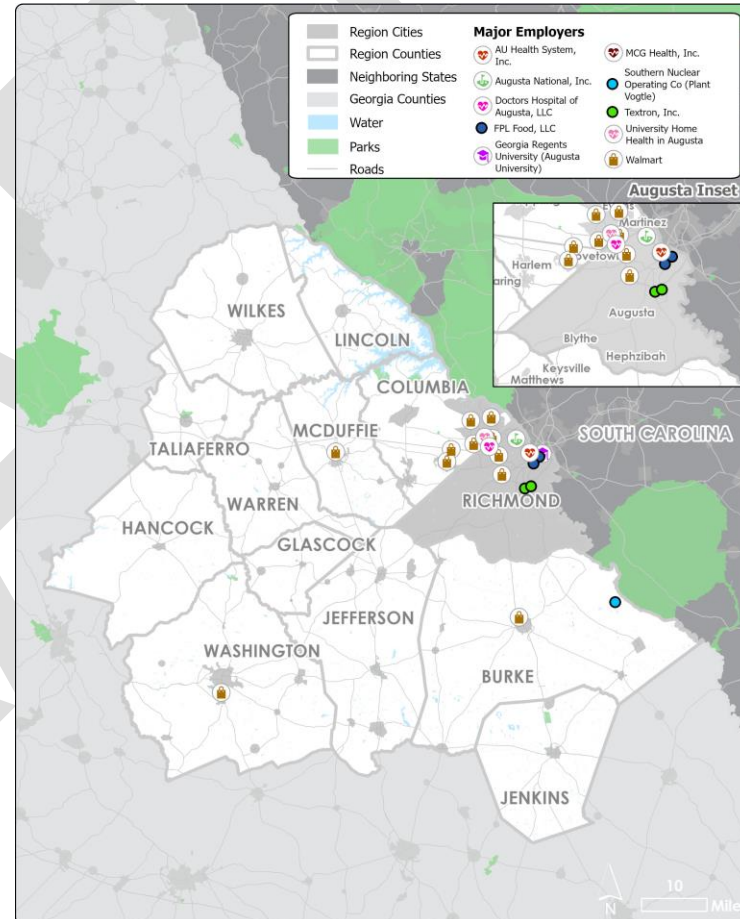 Region Cities
Region Counties
Neighboring States
Georgia Counties
Water
Parks
Roads
Major Employers
AU Health System,
Inc.
Augusta National, Inc.
Doctors Hospital of
Augusta, LLC
FPL Food, LLC
Georgia Regents
University (Augusta
University)
MCG Health, Inc.
Southern Nuclear
Operating Co (Plant
Vogtle)
Textron, Inc.
University Home
Health in Augusta
Walmart
Augusta Inset
Martinez
Harlem
Augusta
Blythe
Hephzibah
Keysville
Matthews
WILKES
LINCOLN
COLUMBIA
TALIAFERRO
MCDUFFIE
SOUTH CAROLINA
WARREN
RICHMOND
HANCOCK
GLASCOCK
JEFFERSON
WASHINGTON
BURKE
JENKINS
10
N
Mile